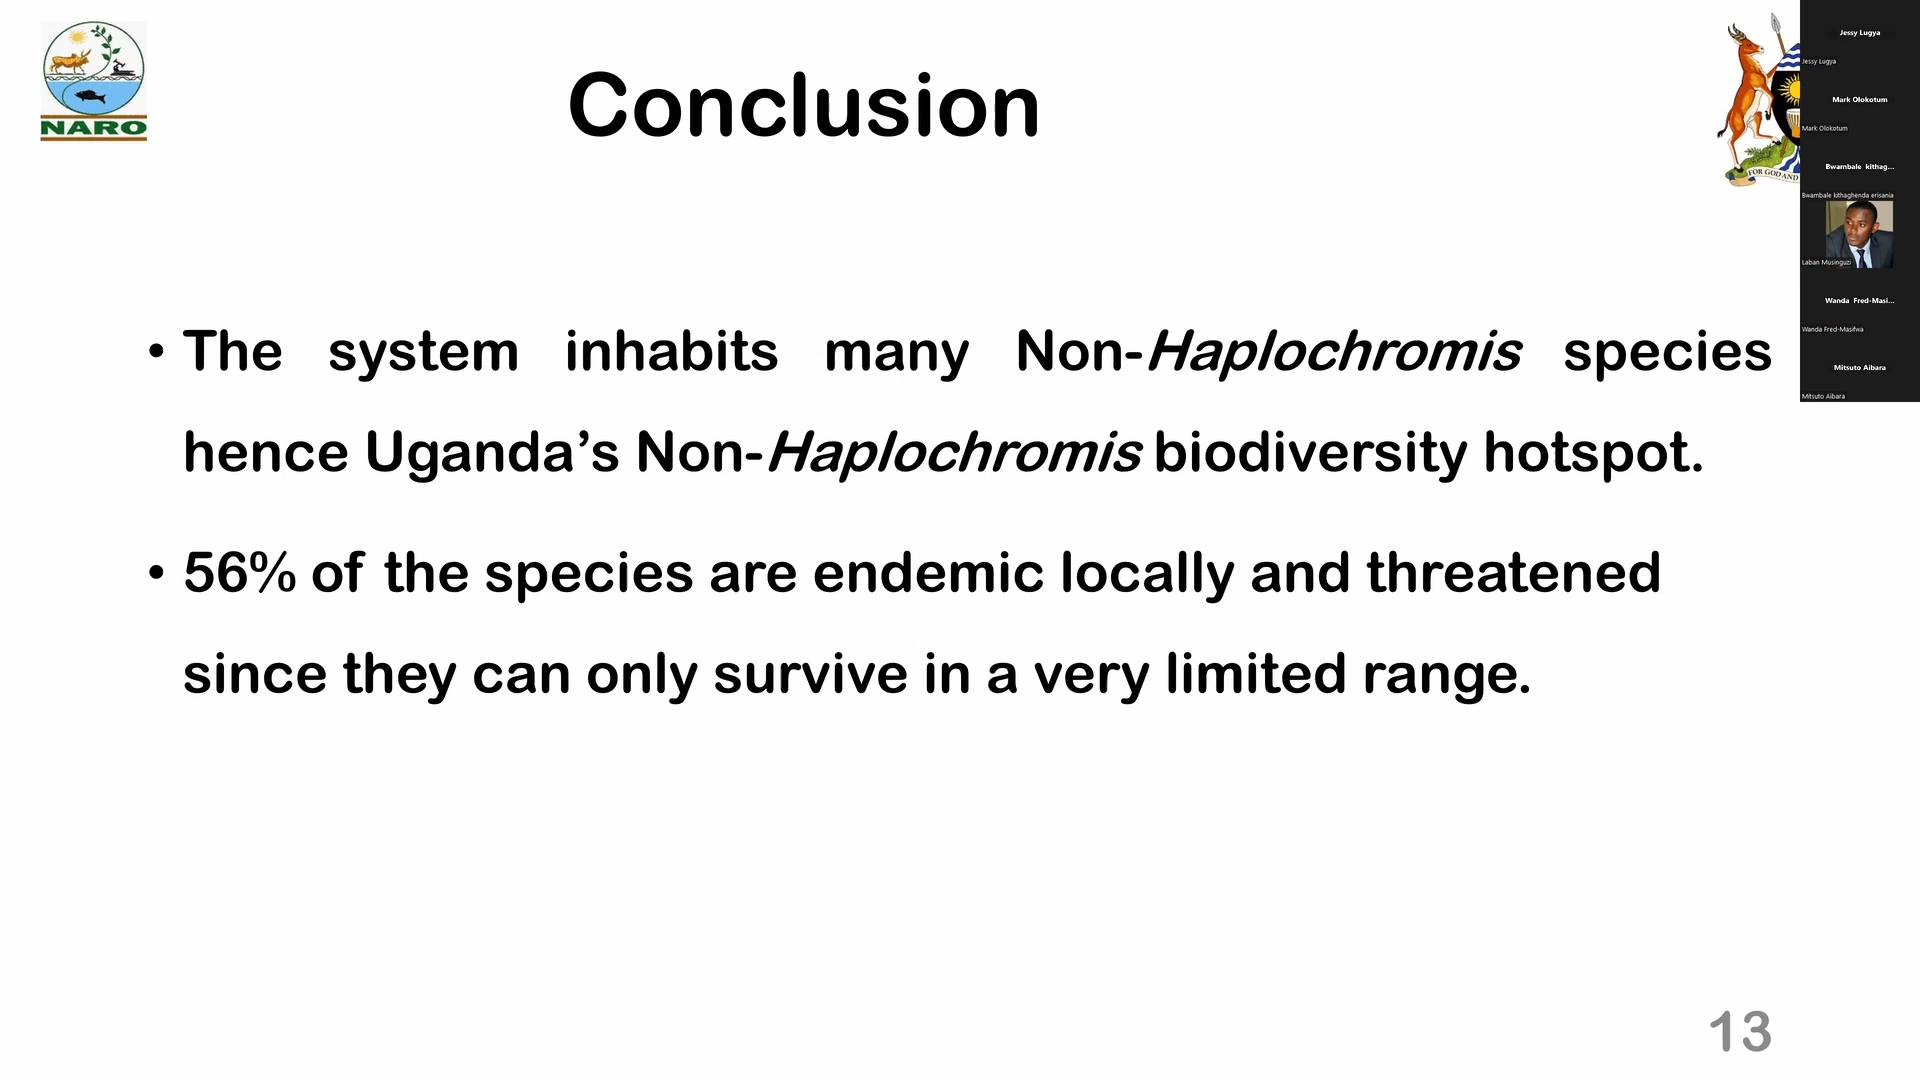 NARO
Conclusion
FOR GOD AND
• The system inhabits many Non-Haplochromis species
hence Uganda’s Non-Haplochromis biodiversity hotspot.
• 56% of the species are endemic locally and threatened
since they can only survive in a very limited range.
13
Jessy Lugya
Jessy Lugya
Mark Olokotum
Mark Olokotum
Bwambale kithag...
Bwambale kithaghenda erisania
Laban Musinguzi
Wanda Fred-Masi...
Wanda Fred-Masifwa
Mitsuto Aibara
Mitsuto Aibara